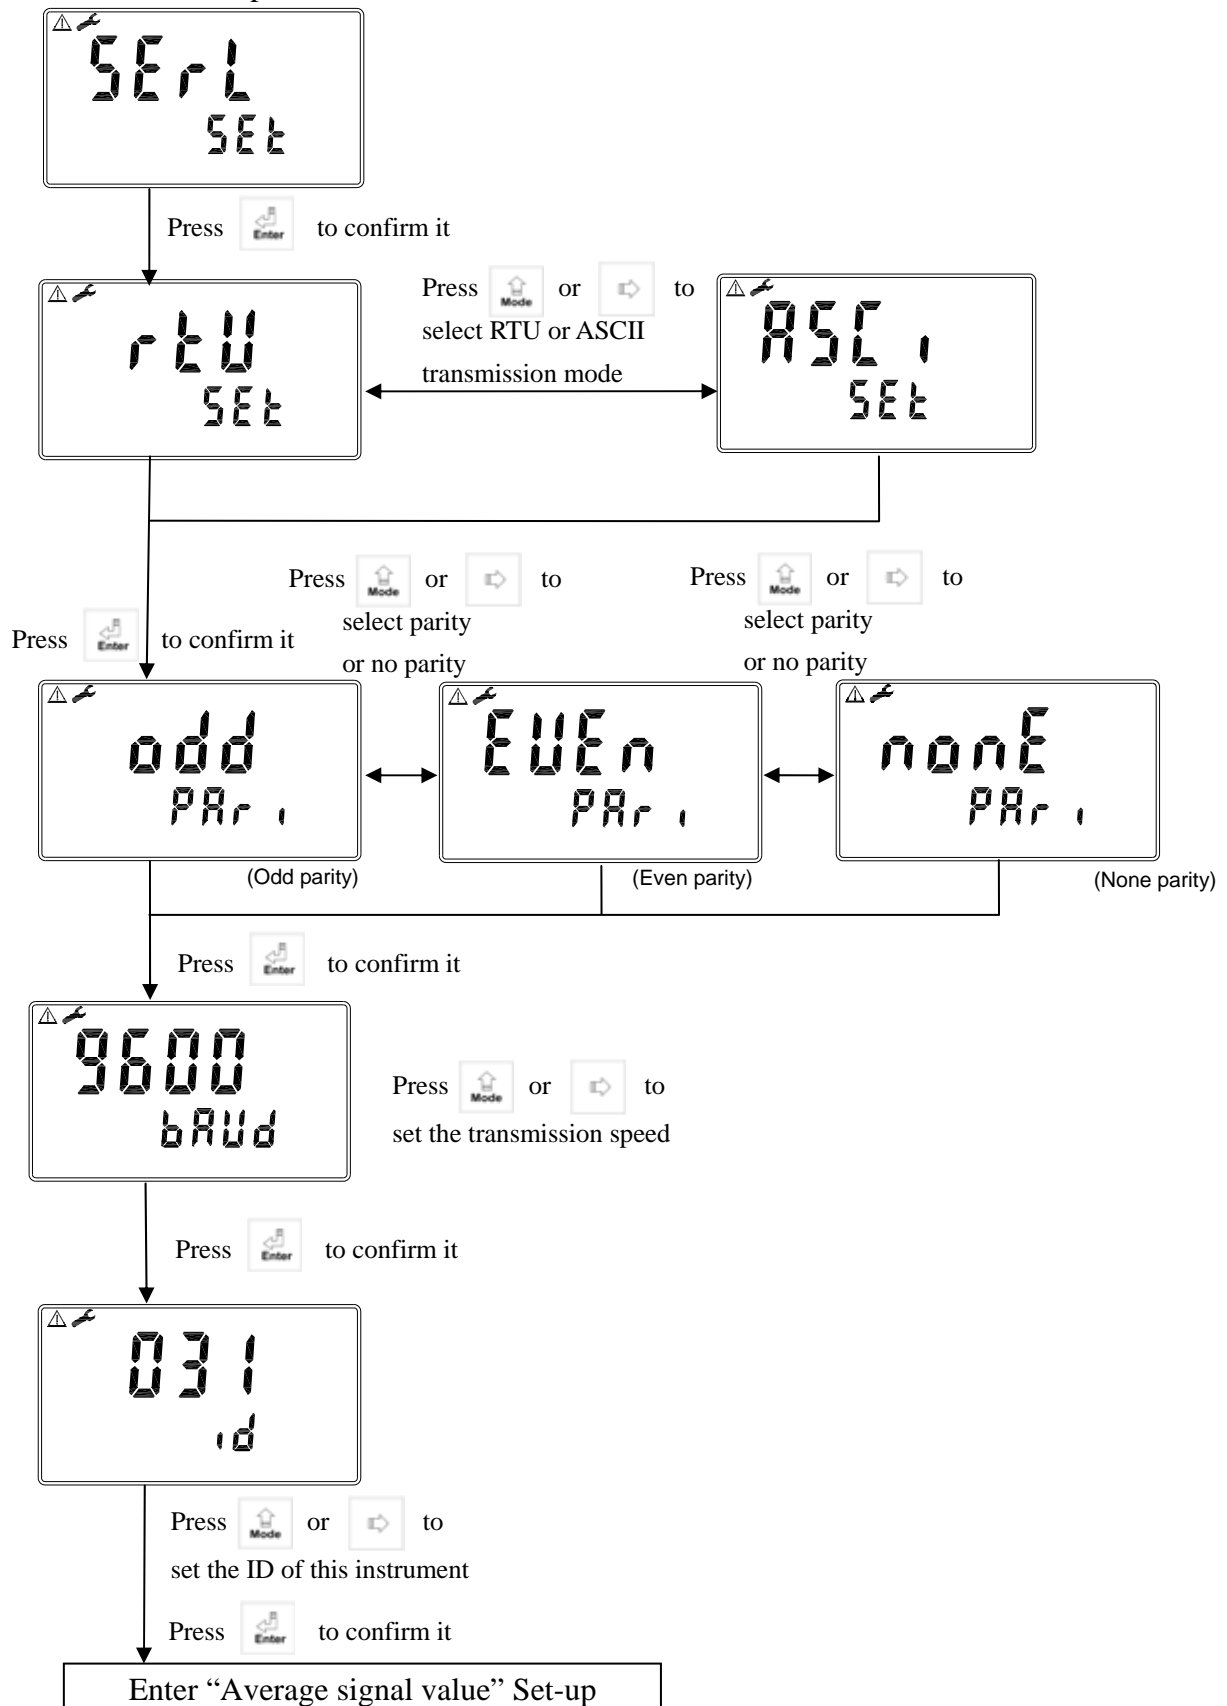 SErL
SEt
Press Enter to confirm it
Press Mode or to
select RTU or ASCII
transmission mode
rtU
SEt
ASCi
SEt
Press Mode or to
select parity
or no parity
Press Mode or to
select parity
or no parity
Press Enter to confirm it
odd
PAri
(Odd parity)
EVEn
PAri
(Even parity)
nonE
PAri
(None parity)
Press Enter to confirm it
9600
bAUd
Press Mode or to
set the transmission speed
Press Enter to confirm it
031
id
Press Mode or to
set the ID of this instrument
Press Enter to confirm it
Enter “Average signal value” Set-up